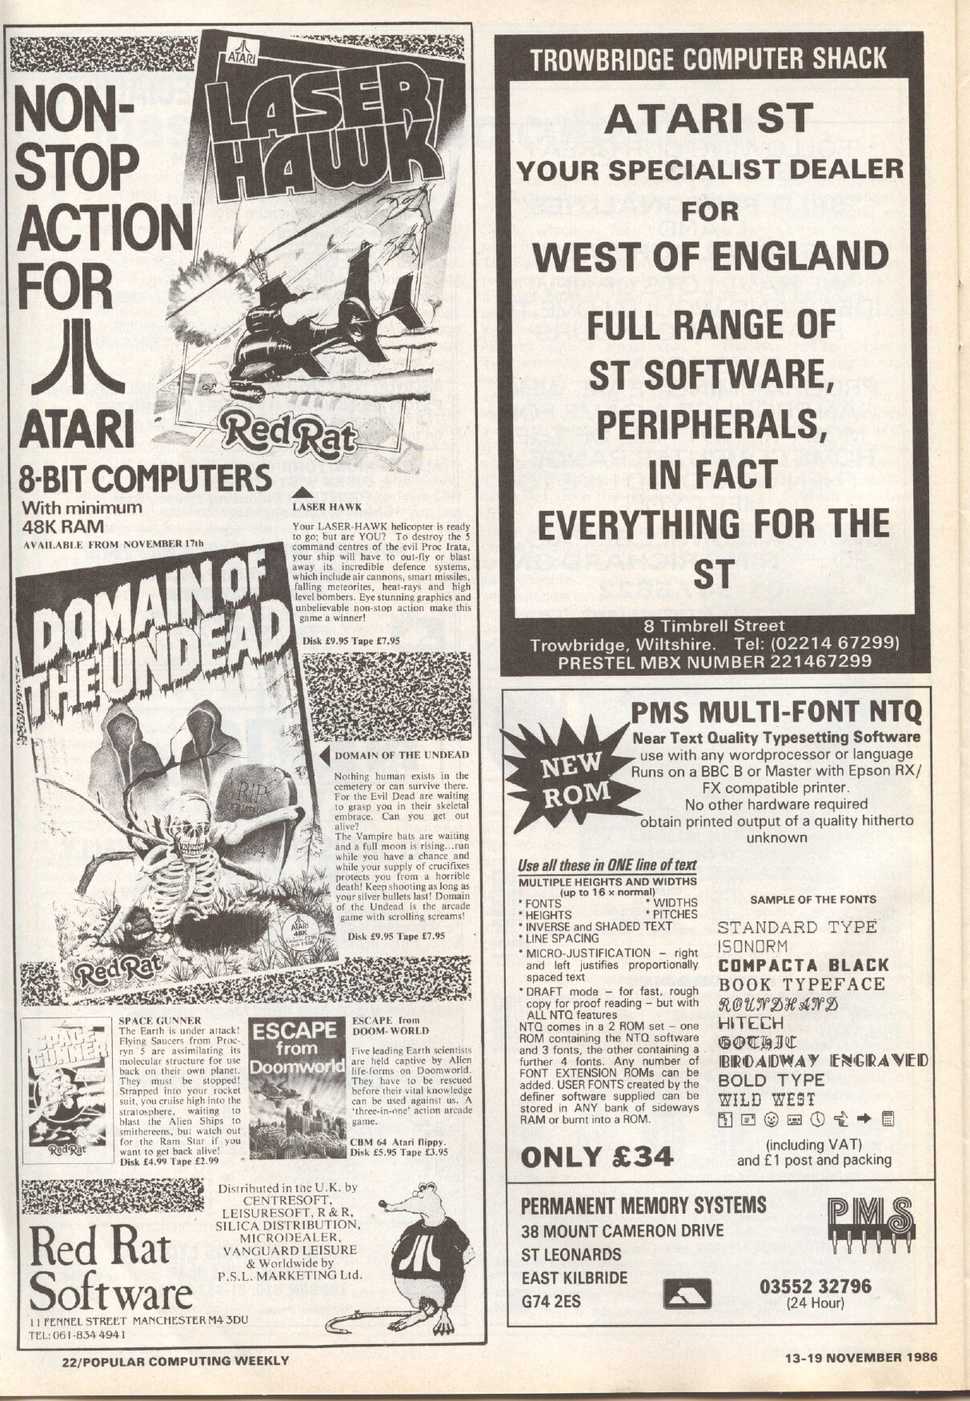 NON-
STOP
ACTION
FOR
ATARI
8-BIT COMPUTERS
With minimum
48K RAM
AVAILABLE FROM NOVEMBER 17th
ATARI
LASER
HAWK
Red Rat
LASER HAWK
Your LASER-HAWK helicopter is ready
to go; but are YOU? To destroy the 5
command centres of the evil Proc Irata,
your ship will have to out-fly or blast
away its incredible defence systems,
which include air cannons, smart missiles,
falling meteorites, heat-rays and high
level bombers. Eye stunning graphics and
unbelievable non-stop action make this
game a winner!
Disk £9.95 Tape £7.95
DOMAIN OF
THE UNDEAD
R.I.P.
ATARI
48K
Red Rat
DOMAIN OF THE UNDEAD
Nothing human exists in the
cemetery or can survive there.
For the Evil Dead are waiting
to grasp you in their skeletal
embrace. Can you get out
alive?
The Vampire bats are waiting
and a full moon is rising...run
while you have a chance and
while your supply of crucifixes
protects you from a horrible
death! Keep shooting as long as
your silver bullets last! Domain
of the Undead is the arcade
game with scrolling screams!
Disk £9.95 Tape £7.95
SPACE
GUNNER
Red Rat
SPACE GUNNER
The Earth is under attack!
Flying Saucers from Proc-
ryn 5 are assimilating its
molecular structure for use
back on their own planet.
They must be stopped!
Strapped into your rocket
suit, you cruise high into the
stratosphere, waiting to
blast the Alien Ships to
smithereens, but watch out
for the Ram Star if you
want to get back alive!
Disk £4.99 Tape £2.99
ESCAPE
from
Doomworld
ESCAPE from
DOOM-WORLD
Five leading Earth scientists
are held captive by Alien
life-forms on Doomworld.
They have to be rescued
before their vital knowledge
can be used against us. A
'three-in-one' action arcade
game.
CBM 64 Atari flippy.
Disk £5.95 Tape £3.95
Red Rat
Software
11 FENNEL STREET MANCHESTER M4 3DU
TEL: 061-834 4941
Distributed in the U.K. by
CENTRESOFT,
LEISURESOFT, R & R,
SILICA DISTRIBUTION,
MICRODEALER,
VANGUARD LEISURE
& Worldwide by
P.S.L. MARKETING Ltd.
TROWBRIDGE COMPUTER SHACK
ATARI ST
YOUR SPECIALIST DEALER
FOR
WEST OF ENGLAND
FULL RANGE OF
ST SOFTWARE,
PERIPHERALS,
IN FACT
EVERYTHING FOR THE
ST
8 Timbrell Street
Trowbridge, Wiltshire. Tel: (02214 67299)
PRESTEL MBX NUMBER 221467299
NEW
ROM
PMS MULTI-FONT NTQ
Near Text Quality Typesetting Software
use with any wordprocessor or language
Runs on a BBC B or Master with Epson RX/
FX compatible printer.
No other hardware required
obtain printed output of a quality hitherto
unknown
Use all these in ONE line of text
MULTIPLE HEIGHTS AND WIDTHS
(up to 16 × normal)
* FONTS * WIDTHS
* HEIGHTS * PITCHES
* INVERSE and SHADED TEXT
* LINE SPACING
* MICRO-JUSTIFICATION – right
and left justifies proportionally
spaced text
* DRAFT mode – for fast, rough
copy for proof reading – but with
ALL NTQ features
NTQ comes in a 2 ROM set – one
ROM containing the NTQ software
and 3 fonts, the other containing a
further 4 fonts. Any number of
FONT EXTENSION ROMs can be
added. USER FONTS created by the
definer software supplied can be
stored in ANY bank of sideways
RAM or burnt into a ROM.
SAMPLE OF THE FONTS
STANDARD TYPE
ISONORM
COMPACTA BLACK
BOOK TYPEFACE
ROUNDHAND
HITECH
GOTHIC
BROADWAY ENGRAVED
BOLD TYPE
WILD WEST
ONLY £34
(including VAT)
and £1 post and packing
PERMANENT MEMORY SYSTEMS
38 MOUNT CAMERON DRIVE
ST LEONARDS
EAST KILBRIDE
G74 2ES
PMS
03552 32796
(24 Hour)
22/POPULAR COMPUTING WEEKLY
13-19 NOVEMBER 1986